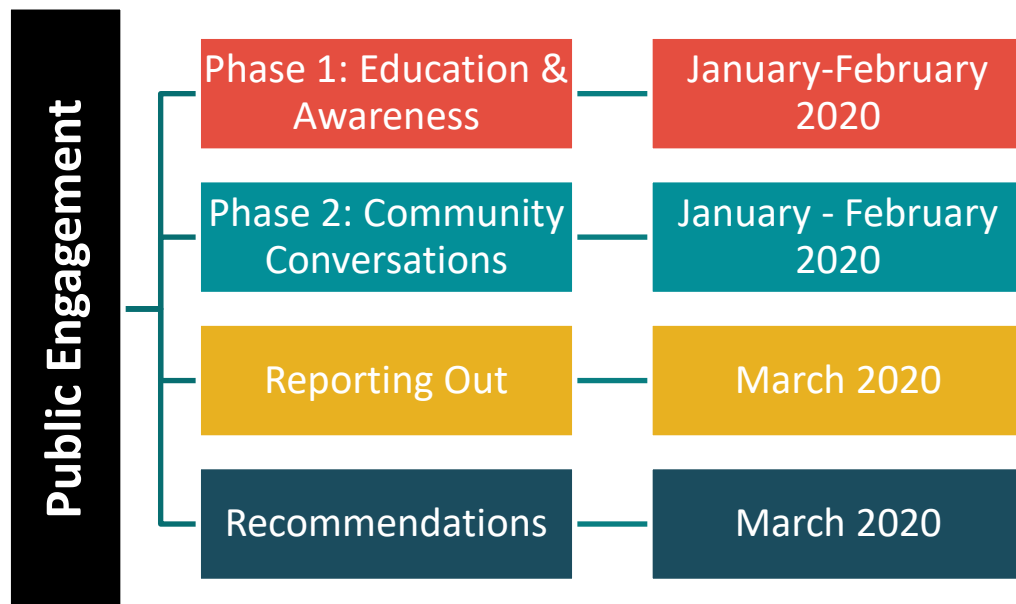 Public Engagement
Phase 1: Education &
Awareness
January-February
2020
Phase 2: Community
Conversations
January - February
2020
Reporting Out
March 2020
Recommendations
March 2020